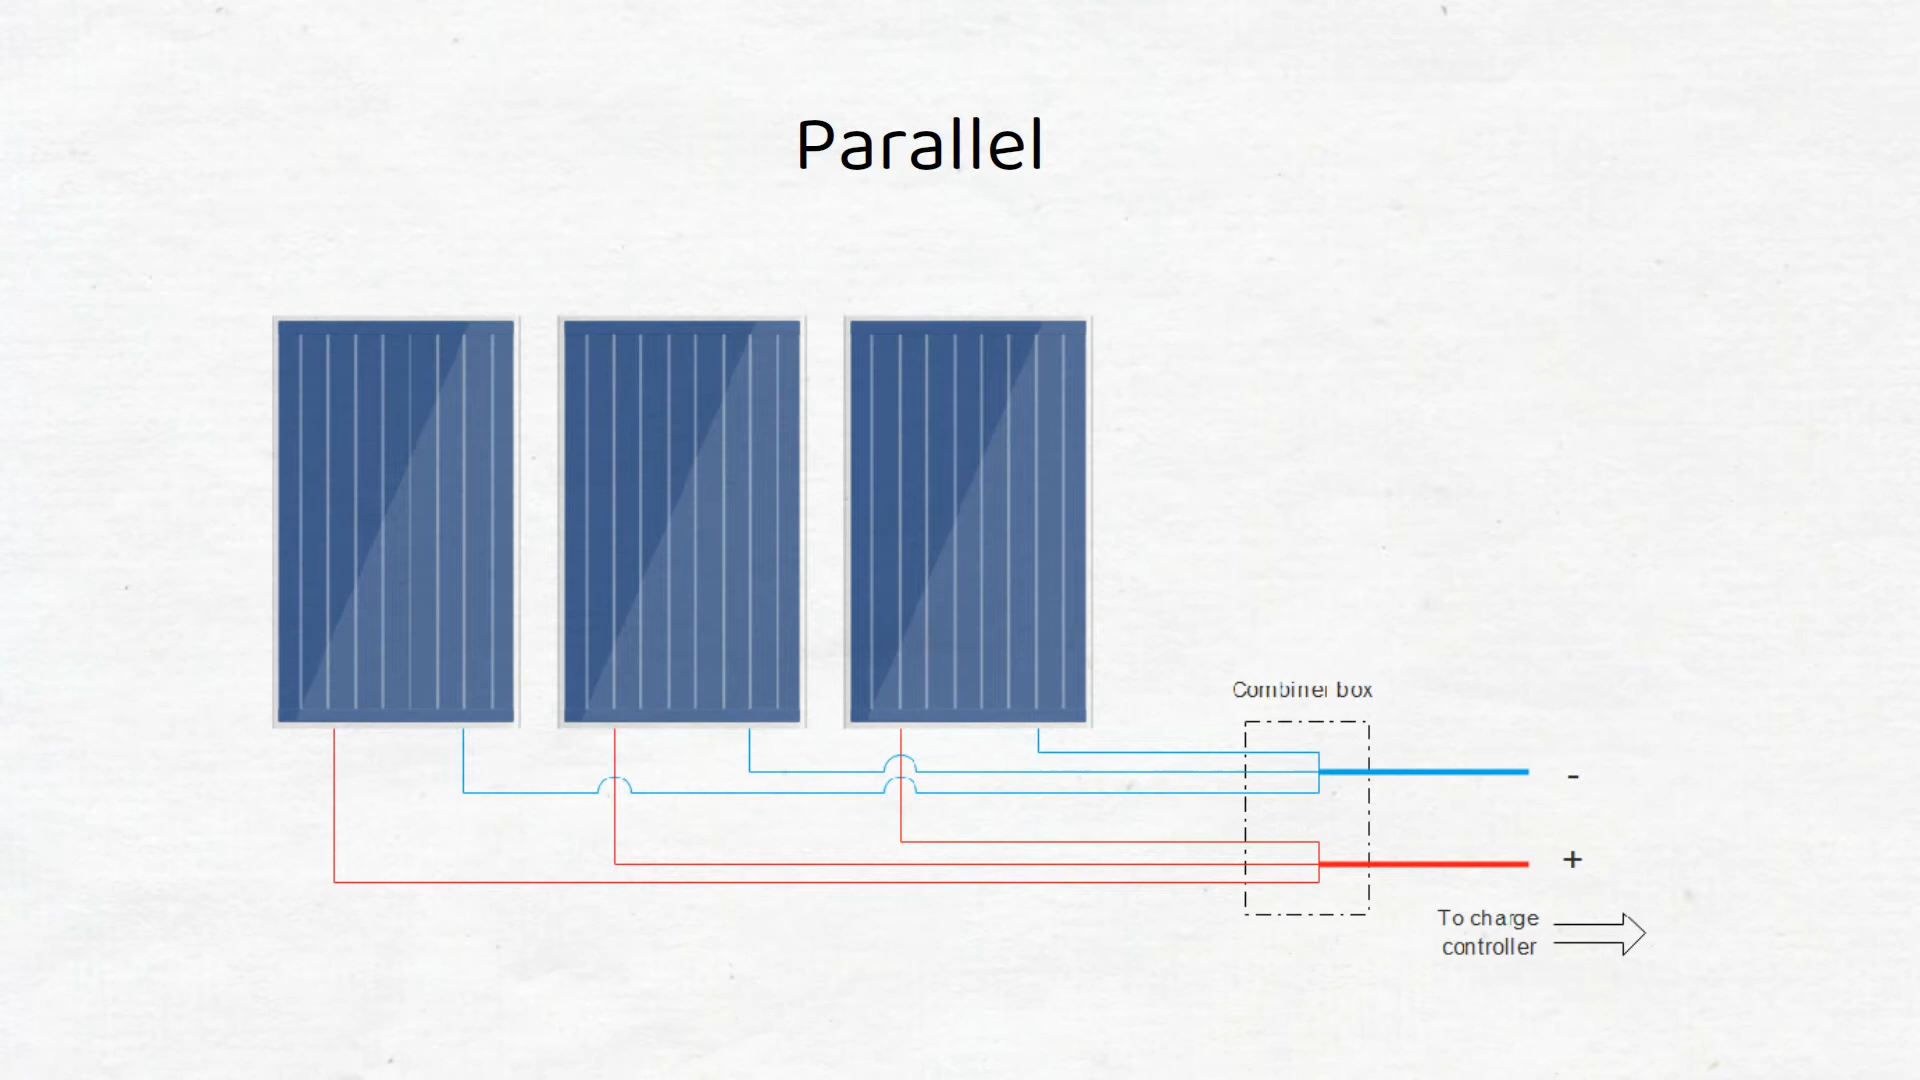 Parallel
Combiner box
-
+
To charge
controller